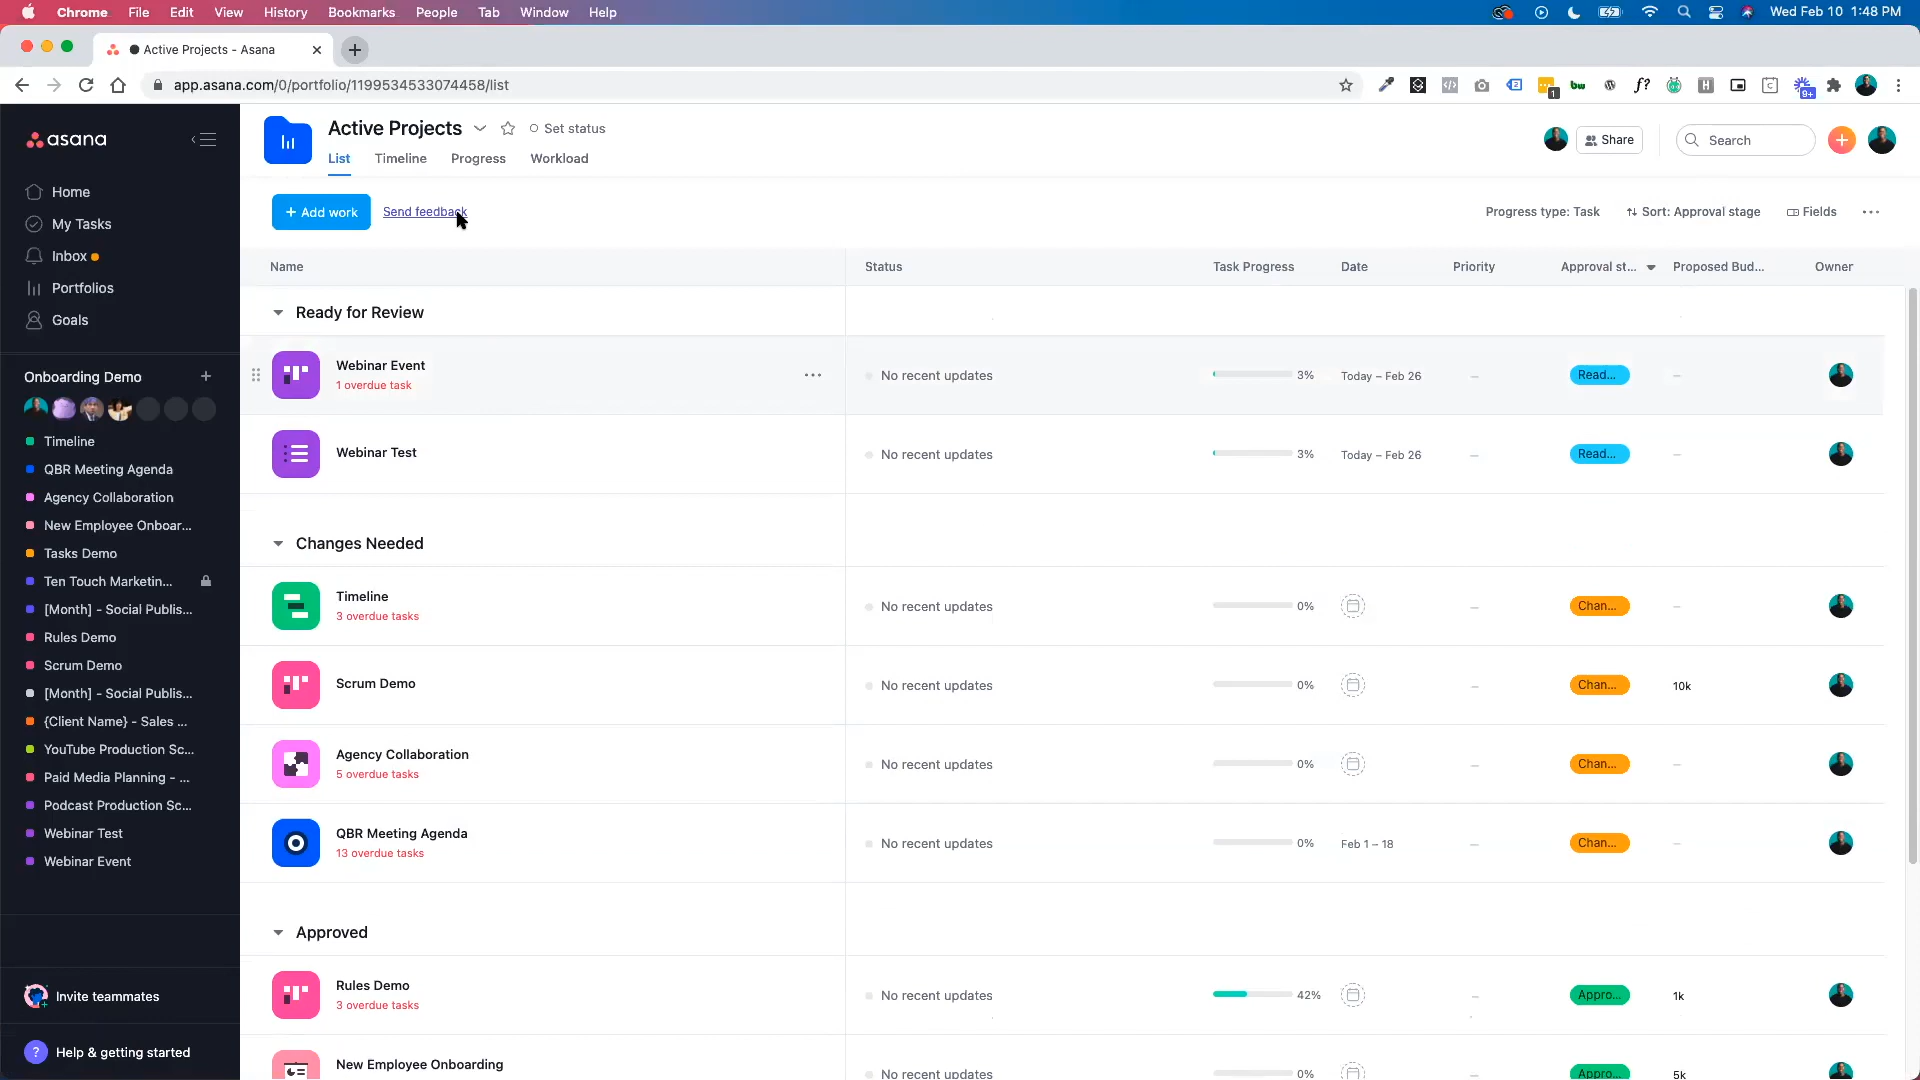 Chrome File Edit View History Bookmarks People Tab Window Help Wed Feb 10 1:48 PM
Active Projects - Asana
app.asana.com/0/portfolio/1199534533074458/list
asana
Home
My Tasks
Inbox
Portfolios
Goals
Onboarding Demo
Timeline
QBR Meeting Agenda
Agency Collaboration
New Employee Onboar...
Tasks Demo
Ten Touch Marketin...
[Month] - Social Publis...
Rules Demo
Scrum Demo
[Month] - Social Publis...
{Client Name} - Sales ...
YouTube Production Sc...
Paid Media Planning - ...
Podcast Production Sc...
Webinar Test
Webinar Event
Invite teammates
? Help & getting started
Active Projects Set status
List Timeline Progress Workload
Share Search
+ Add work Send feedback
Progress type: Task Sort: Approval stage Fields
Name Status Task Progress Date Priority Approval st... Proposed Bud... Owner
Ready for Review
Webinar Event
1 overdue task
No recent updates 3% Today – Feb 26 – Read... –
Webinar Test
No recent updates 3% Today – Feb 26 – Read... –
Changes Needed
Timeline
3 overdue tasks
No recent updates 0% – Chan... –
Scrum Demo
No recent updates 0% – Chan... 10k
Agency Collaboration
5 overdue tasks
No recent updates 0% – Chan... –
QBR Meeting Agenda
13 overdue tasks
No recent updates 0% Feb 1 – 18 – Chan... –
Approved
Rules Demo
3 overdue tasks
No recent updates 42% – Appro... 1k
New Employee Onboarding
No recent updates 0% – Appro... 5k